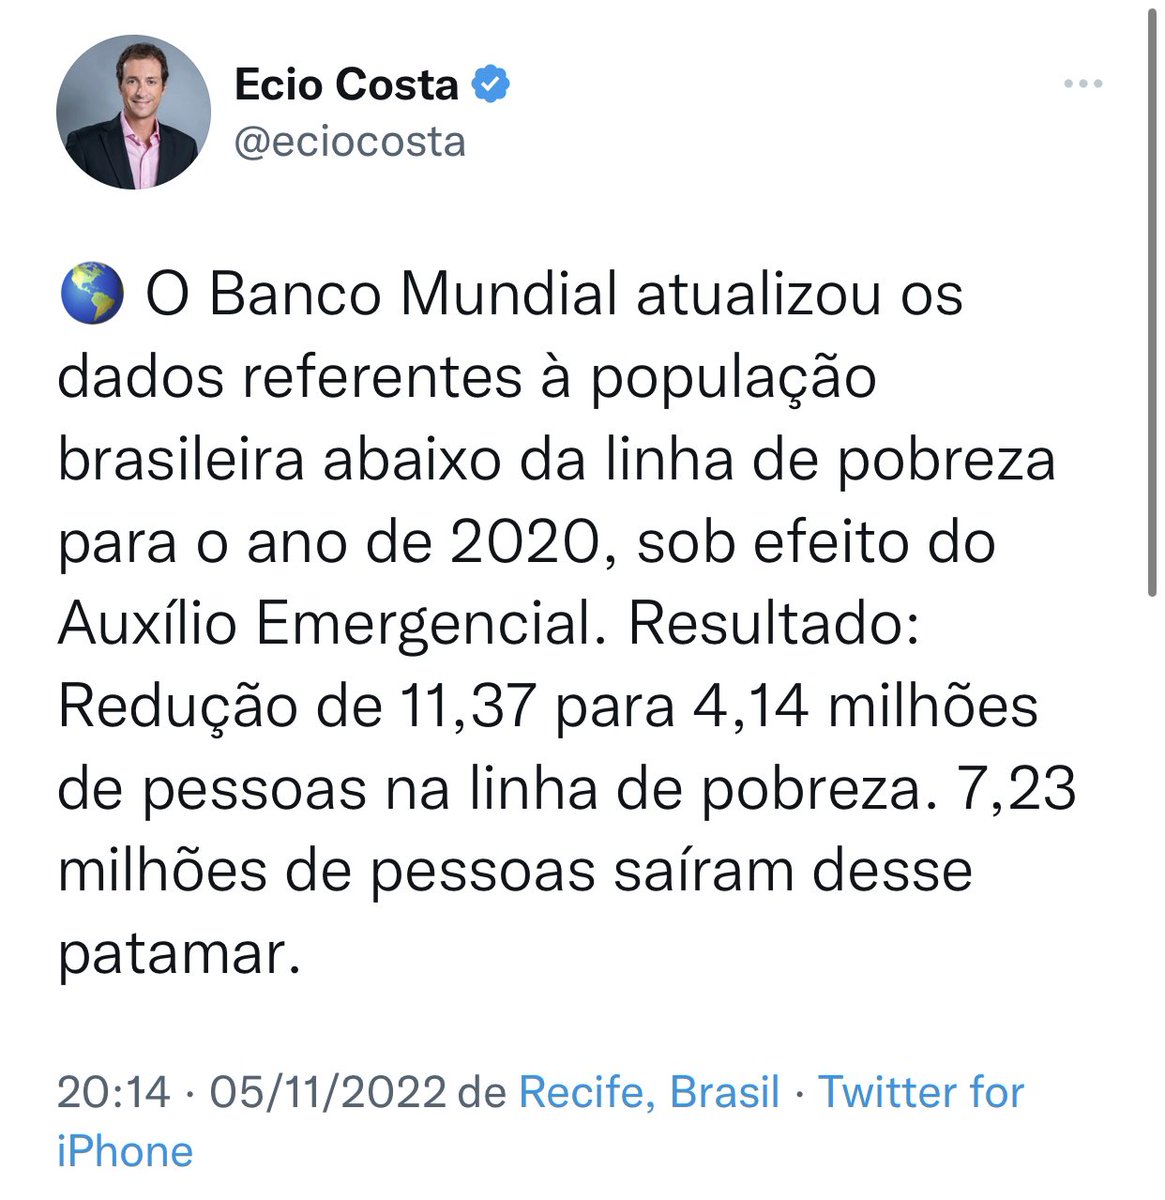 Ecio Costa
@eciocosta
🌎 O Banco Mundial atualizou os
dados referentes à população
brasileira abaixo da linha de pobreza
para o ano de 2020, sob efeito do
Auxílio Emergencial. Resultado:
Redução de 11,37 para 4,14 milhões
de pessoas na linha de pobreza. 7,23
milhões de pessoas saíram desse
patamar.
20:14 · 05/11/2022 de Recife, Brasil · Twitter for
iPhone